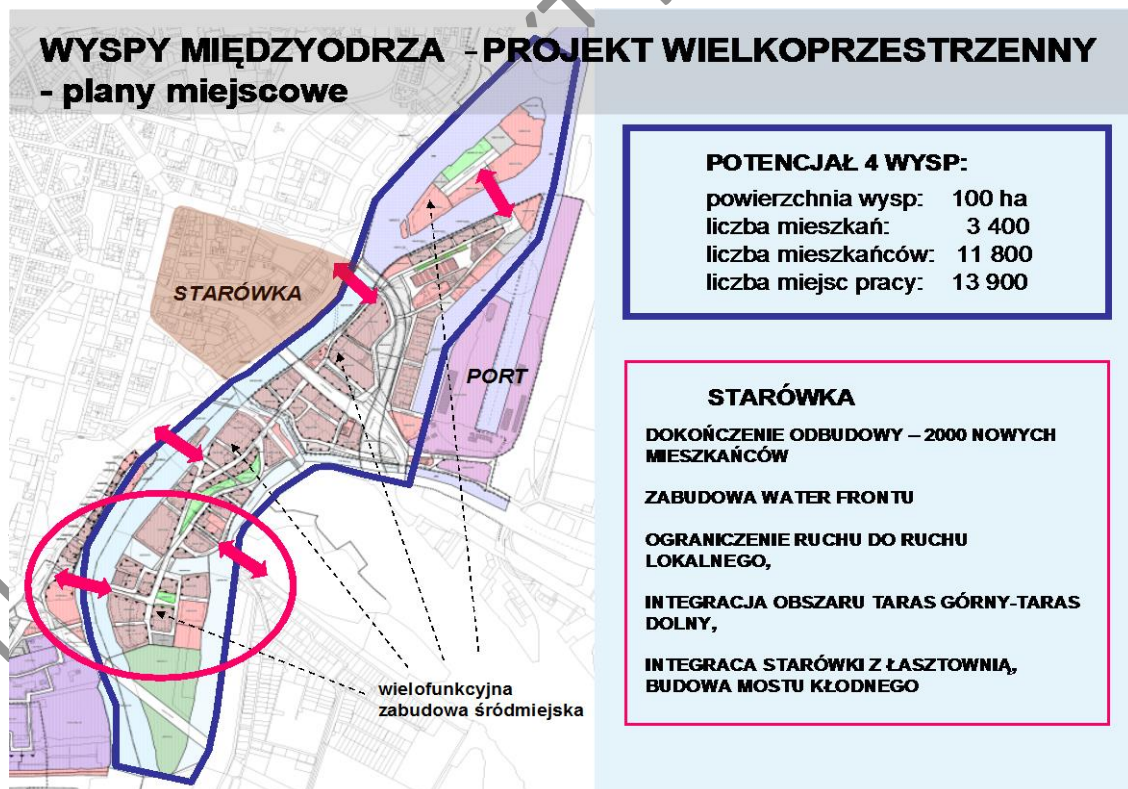 WYSPY MIĘDZYODRZA - PROJEKT WIELKOPRZESTRZENNY
- plany miejscowe
STARÓWKA
PORT
wielofunkcyjna
zabudowa śródmiejska
POTENCJAŁ 4 WYSP:
powierzchnia wysp: 100 ha
liczba mieszkań: 3 400
liczba mieszkańców: 11 800
liczba miejsc pracy: 13 900
STARÓWKA
DOKOŃCZENIE ODBUDOWY – 2000 NOWYCH
MIESZKAŃCÓW
ZABUDOWA WATER FRONTU
OGRANICZENIE RUCHU DO RUCHU
LOKALNEGO,
INTEGRACJA OBSZARU TARAS GÓRNY-TARAS
DOLNY,
INTEGRACA STARÓWKI Z ŁASZTOWNIĄ,
BUDOWA MOSTU KŁODNEGO